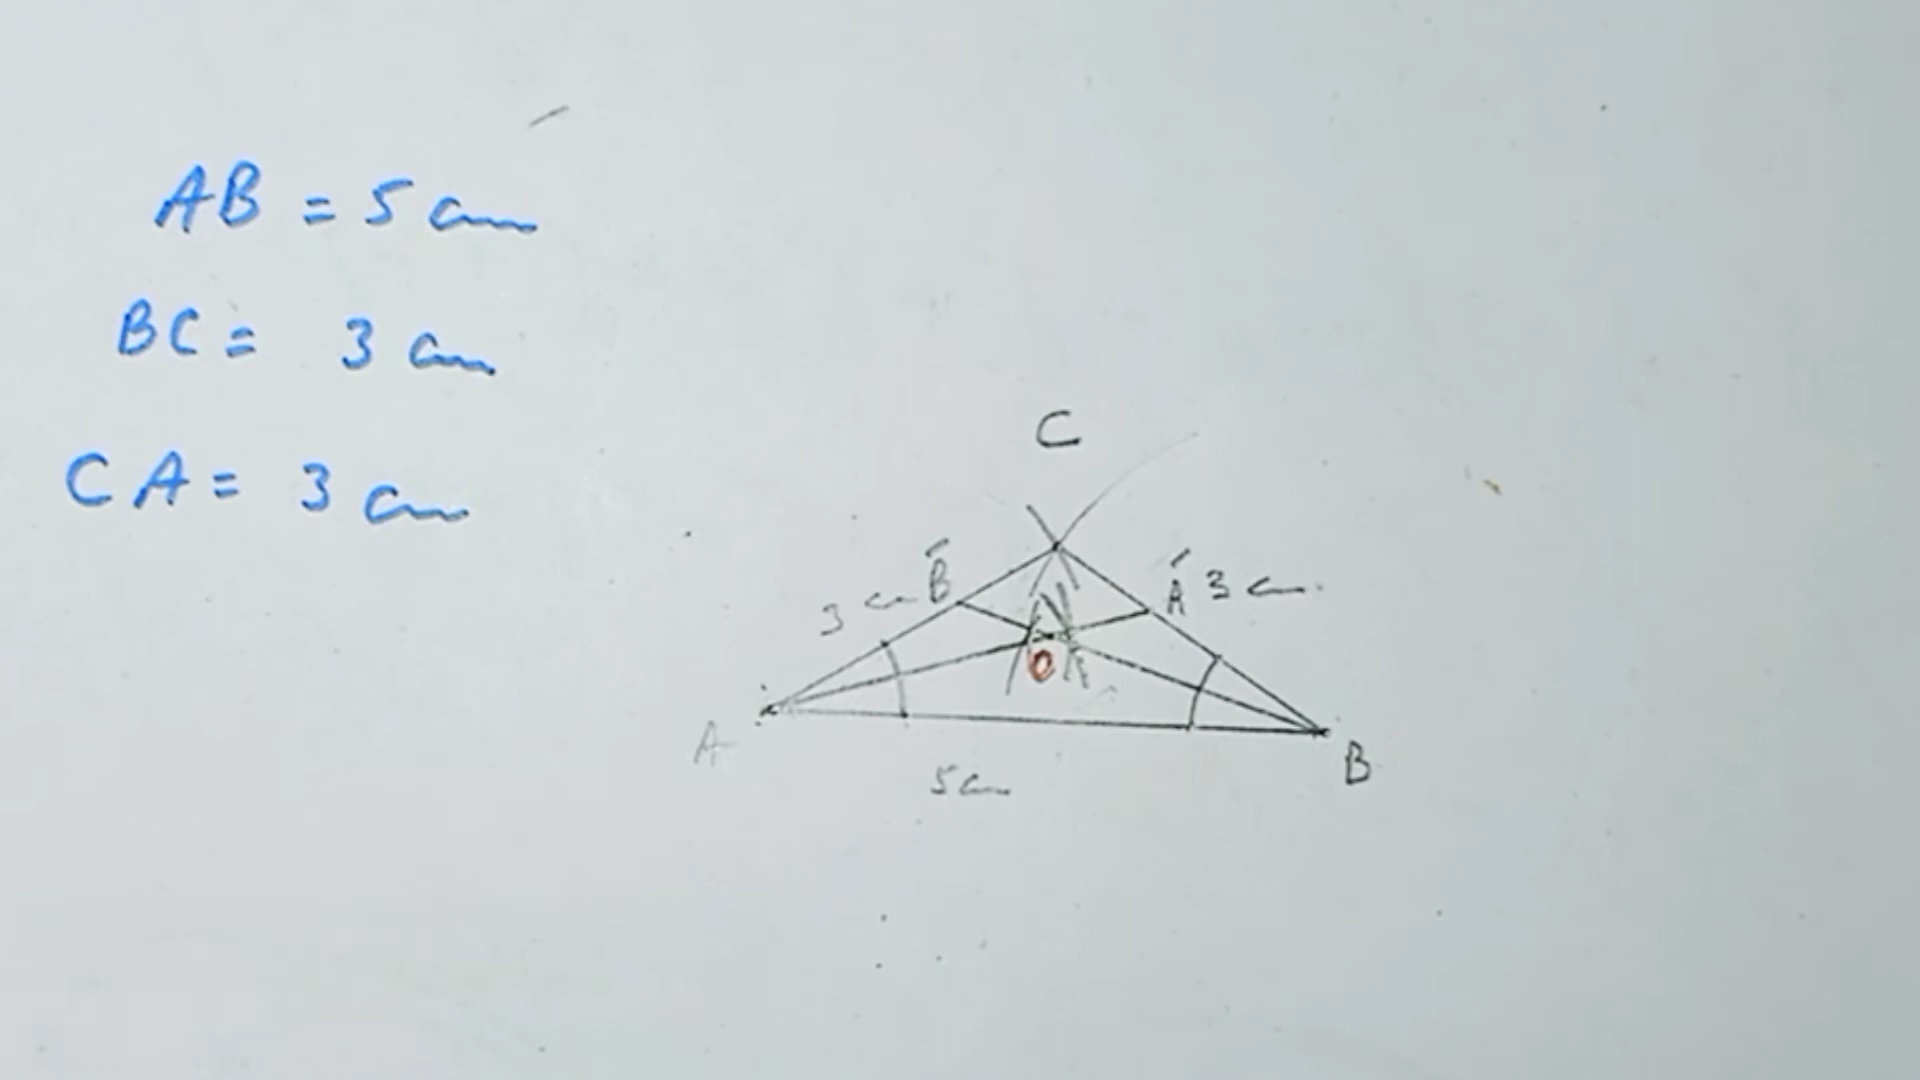 AB = 5 cm
BC = 3 cm
CA = 3 cm
C
3 cm B'
A' 3 cm
O
A
B
5 cm